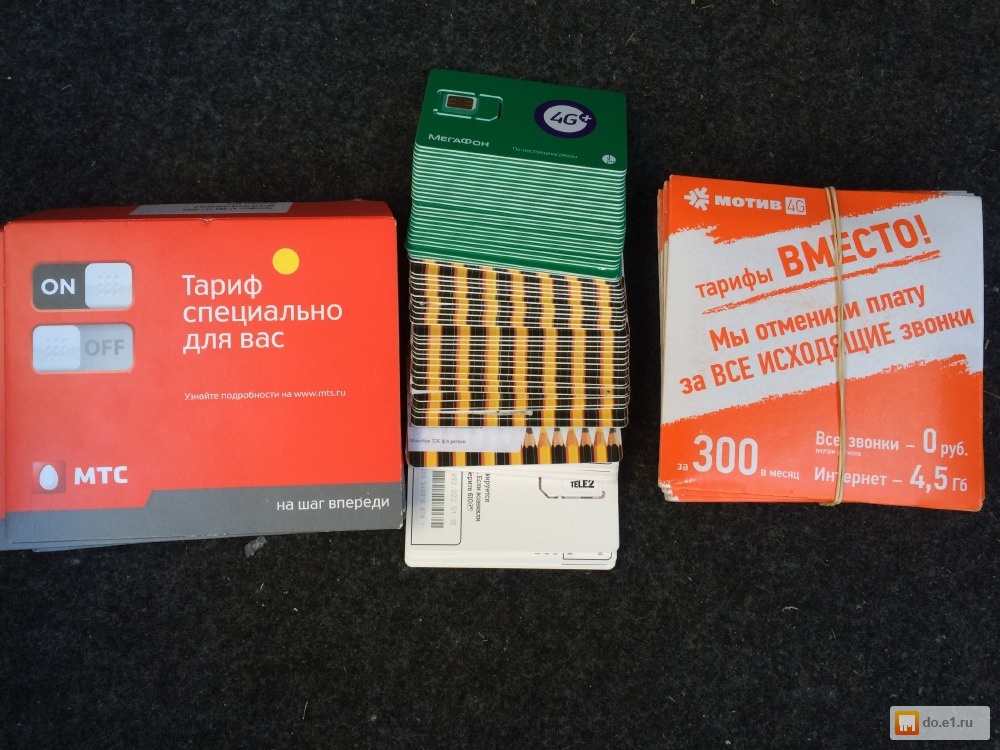 ON
OFF
Тариф
специально
для вас
Узнайте подробности на www.mts.ru
МТС
на шаг впереди
4G+
МЕГАФОН
TELE2
МОТИВ 4G
тарифы ВМЕСТО!
Мы отменили плату
за ВСЕ ИСХОДЯЩИЕ звонки
за 300 в месяц
Все звонки – 0 руб.
внутри региона
Интернет – 4,5 Гб
do.e1.ru